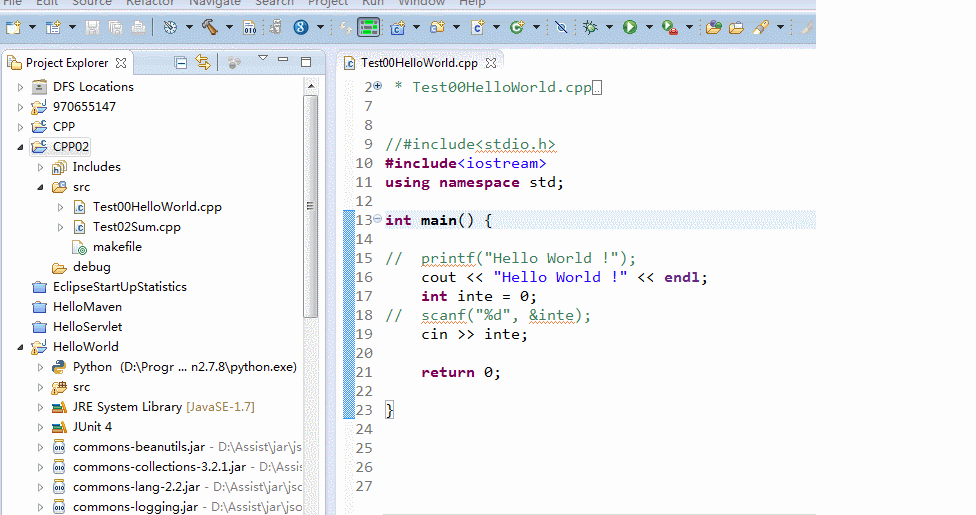 File Edit Source Refactor Navigate Search Project Run Window Help
Project Explorer
DFS Locations
970655147
CPP
CPP02
Includes
src
Test00HelloWorld.cpp
Test02Sum.cpp
makefile
debug
EclipseStartUpStatistics
HelloMaven
HelloServlet
HelloWorld
Python (D:\Progr ... n2.7.8\python.exe)
src
JRE System Library [JavaSE-1.7]
JUnit 4
commons-beanutils.jar - D:\Assist\jar\js
commons-collections-3.2.1.jar - D:\Assis
commons-lang-2.2.jar - D:\Assist\jar\jsc
commons-logging.jar - D:\Assist\jar\jso
Test00HelloWorld.cpp
2 * Test00HelloWorld.cpp
7
8
9 //#include<stdio.h>
10 #include<iostream>
11 using namespace std;
12
13 int main() {
14
15 // printf("Hello World !");
16 cout << "Hello World !" << endl;
17 int inte = 0;
18 // scanf("%d", &inte);
19 cin >> inte;
20
21 return 0;
22
23 }
24
25
26
27